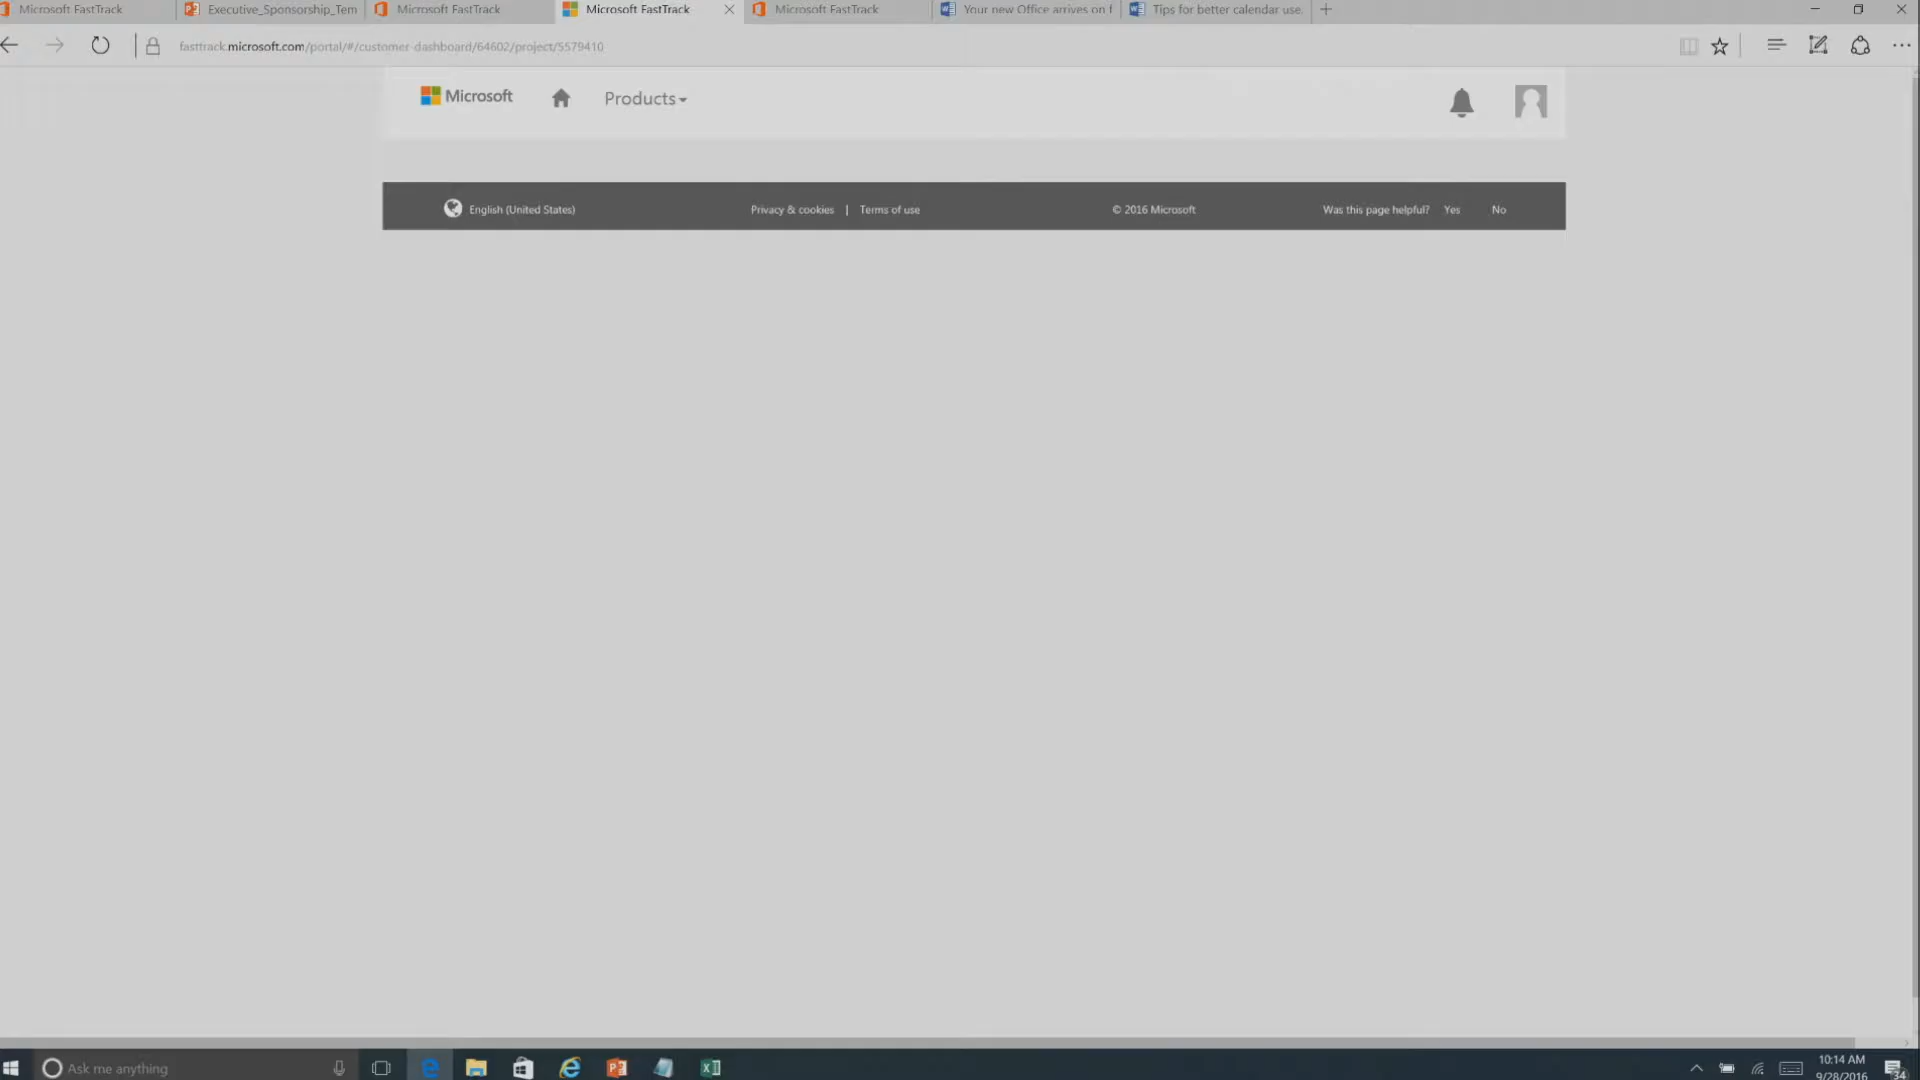 Microsoft FastTrack
Executive_Sponsorship_Tem
Microsoft FastTrack
Microsoft FastTrack
Microsoft FastTrack
Your new Office arrives on f
Tips for better calendar use.
fasttrack.microsoft.com/portal/#/customer-dashboard/64602/project/5579410
Microsoft
Products
English (United States)
Privacy & cookies | Terms of use
© 2016 Microsoft
Was this page helpful? Yes No
Ask me anything
10:14 AM
9/28/2016
34